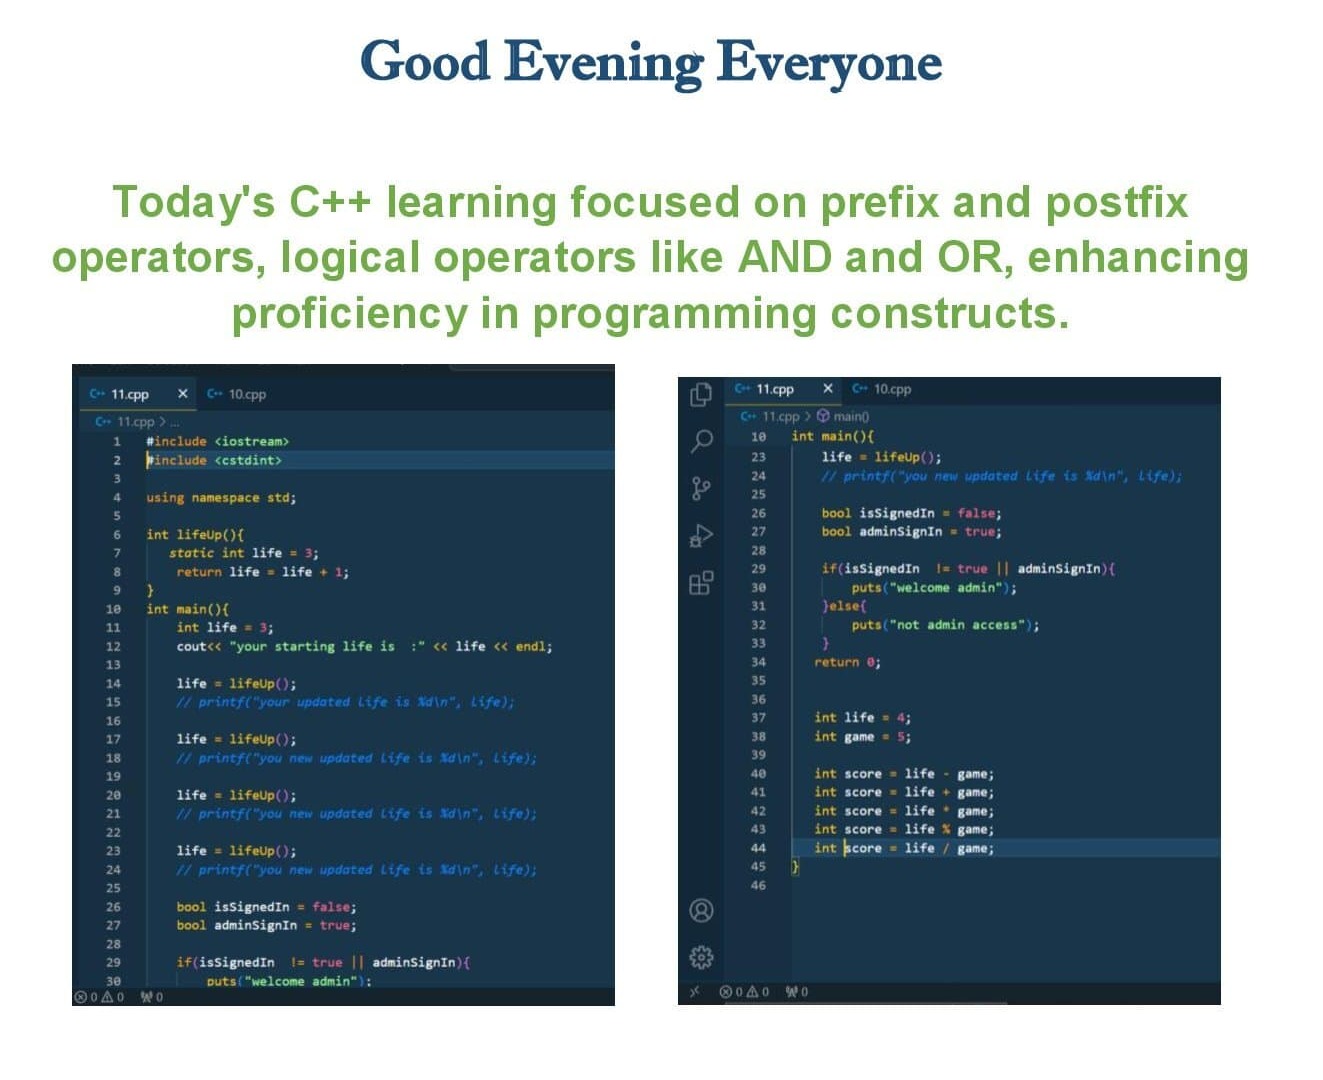 Good Evening Everyone
Today's C++ learning focused on prefix and postfix
operators, logical operators like AND and OR, enhancing
proficiency in programming constructs.
C++ 11.cpp × C++ 10.cpp
C++ 11.cpp > ...
1 #include <iostream>
2 #include <cstdint>
3
4 using namespace std;
5
6 int lifeUp(){
7 static int life = 3;
8 return life = life + 1;
9 }
10 int main(){
11 int life = 3;
12 cout<< "your starting life is :" << life << endl;
13
14 life = lifeUp();
15 // printf("your updated Life is %d\n", Life);
16
17 life = lifeUp();
18 // printf("you new updated Life is %d\n", Life);
19
20 life = lifeUp();
21 // printf("you new updated Life is %d\n", Life);
22
23 life = lifeUp();
24 // printf("you new updated Life is %d\n", Life);
25
26 bool isSignedIn = false;
27 bool adminSignIn = true;
28
29 if(isSignedIn != true || adminSignIn){
30 puts("welcome admin");
0 0 0
C++ 11.cpp × C++ 10.cpp
C++ 11.cpp > main()
10 int main(){
23 life = lifeUp();
24 // printf("you new updated Life is %d\n", Life);
25
26 bool isSignedIn = false;
27 bool adminSignIn = true;
28
29 if(isSignedIn != true || adminSignIn){
30 puts("welcome admin");
31 }else{
32 puts("not admin access");
33 }
34 return 0;
35
36
37 int life = 4;
38 int game = 5;
39
40 int score = life - game;
41 int score = life + game;
42 int score = life * game;
43 int score = life % game;
44 int score = life / game;
45 }
46
0 0 0